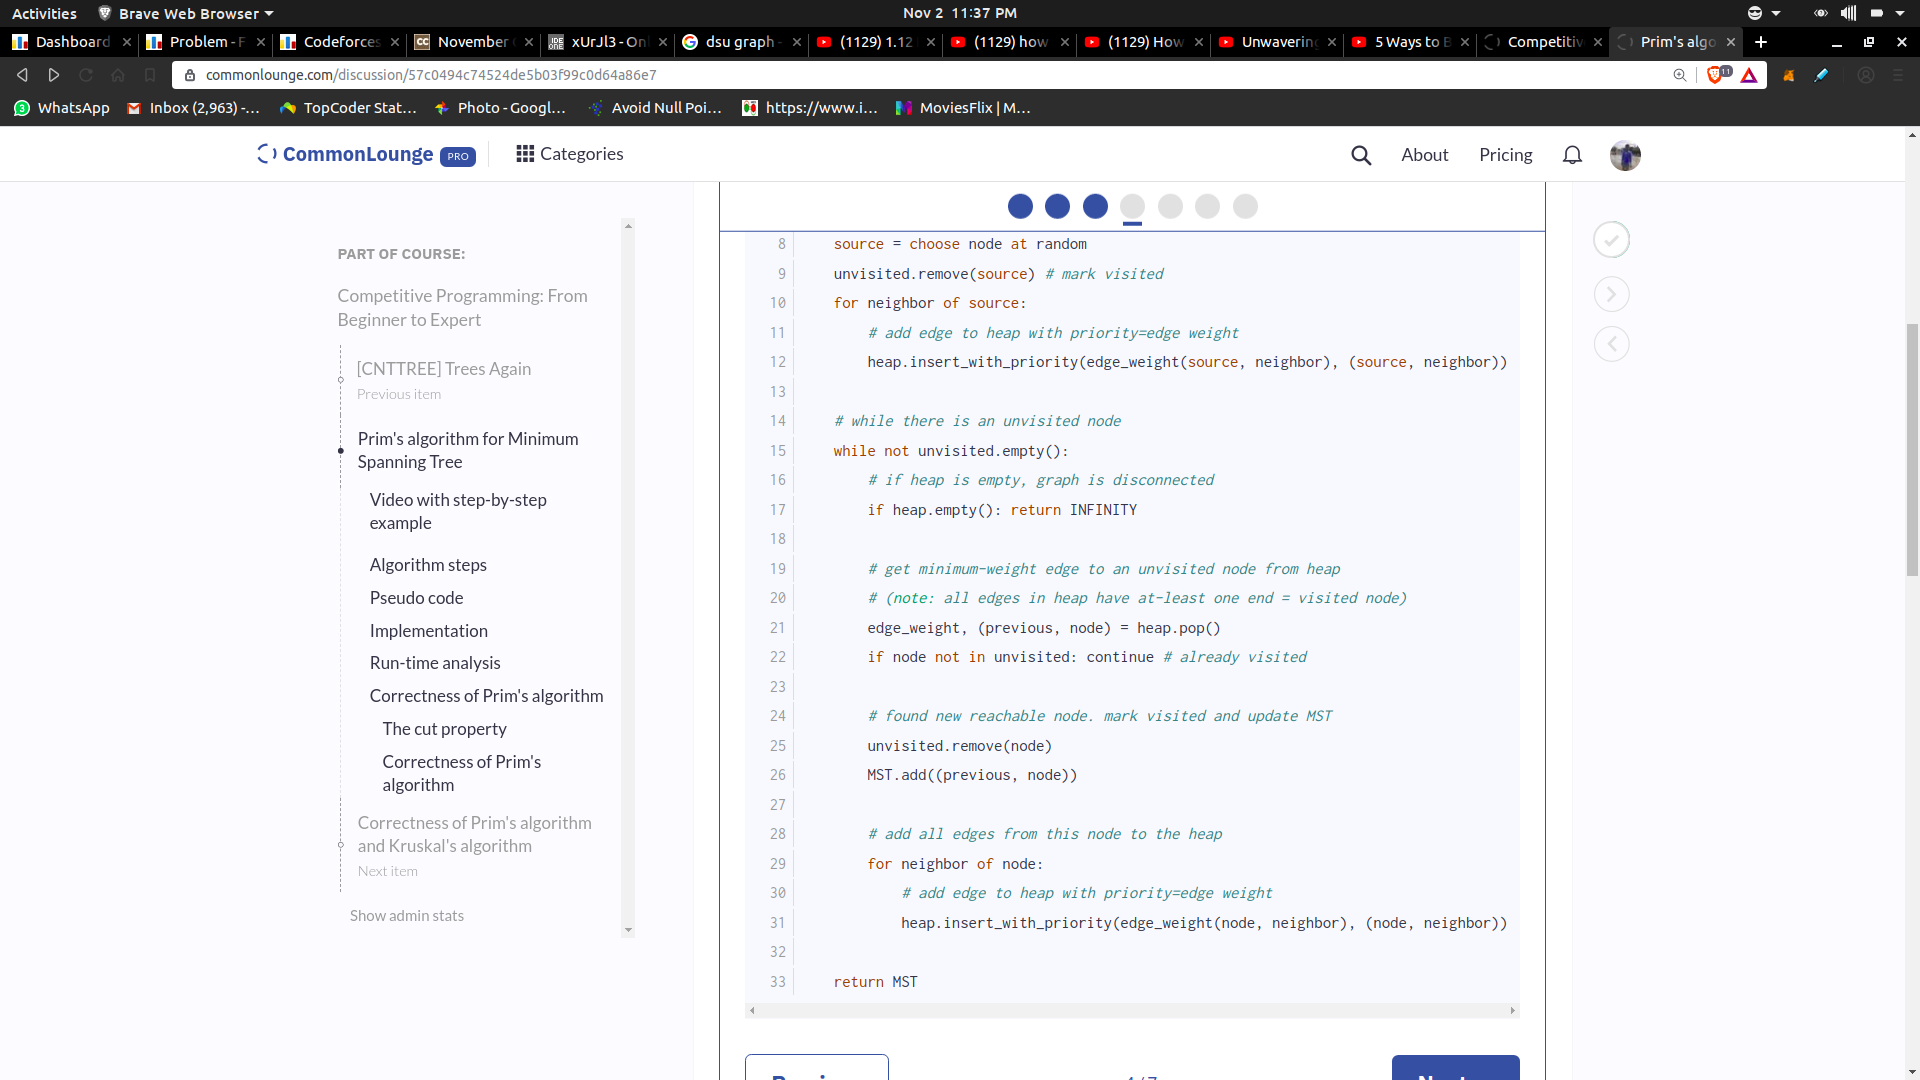 Activities
Brave Web Browser
Nov 2 11:37 PM
Dashboard
Problem - F
Codeforces
CC November
IDE ONE xUrJl3 - On
dsu graph -
(1129) 1.12
(1129) how
(1129) How
Unwavering
5 Ways to B
Competitiv
Prim's algo
commonlounge.com/discussion/57c0494c74524de5b03f99c0d64a86e7
11
3 WhatsApp
Inbox (2,963) -...
TopCoder Stat...
Photo - Googl...
Avoid Null Poi...
https://www.i...
MoviesFlix | M...
CommonLounge PRO
Categories
About
Pricing
PART OF COURSE:
Competitive Programming: From
Beginner to Expert
[CNTTREE] Trees Again
Previous item
Prim's algorithm for Minimum
Spanning Tree
Video with step-by-step
example
Algorithm steps
Pseudo code
Implementation
Run-time analysis
Correctness of Prim's algorithm
The cut property
Correctness of Prim's
algorithm
Correctness of Prim's algorithm
and Kruskal's algorithm
Next item
Show admin stats
8 source = choose node at random
9 unvisited.remove(source) # mark visited
10 for neighbor of source:
11 # add edge to heap with priority=edge weight
12 heap.insert_with_priority(edge_weight(source, neighbor), (source, neighbor))
13
14 # while there is an unvisited node
15 while not unvisited.empty():
16 # if heap is empty, graph is disconnected
17 if heap.empty(): return INFINITY
18
19 # get minimum-weight edge to an unvisited node from heap
20 # (note: all edges in heap have at-least one end = visited node)
21 edge_weight, (previous, node) = heap.pop()
22 if node not in unvisited: continue # already visited
23
24 # found new reachable node. mark visited and update MST
25 unvisited.remove(node)
26 MST.add((previous, node))
27
28 # add all edges from this node to the heap
29 for neighbor of node:
30 # add edge to heap with priority=edge weight
31 heap.insert_with_priority(edge_weight(node, neighbor), (node, neighbor))
32
33 return MST